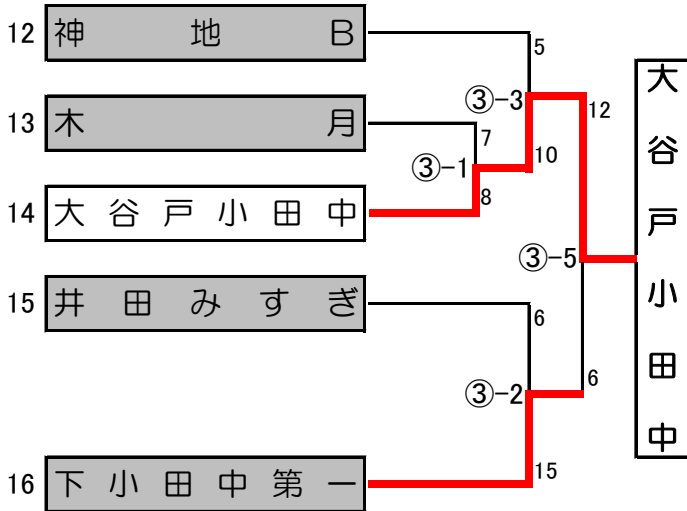 12 神地B
5
③-3
12
13 木月
7
③-1
10
8
14 大谷戸小田中
大谷戸小田中
③-5
15 井田みすぎ
6
③-2
6
16 下小田中第一
15